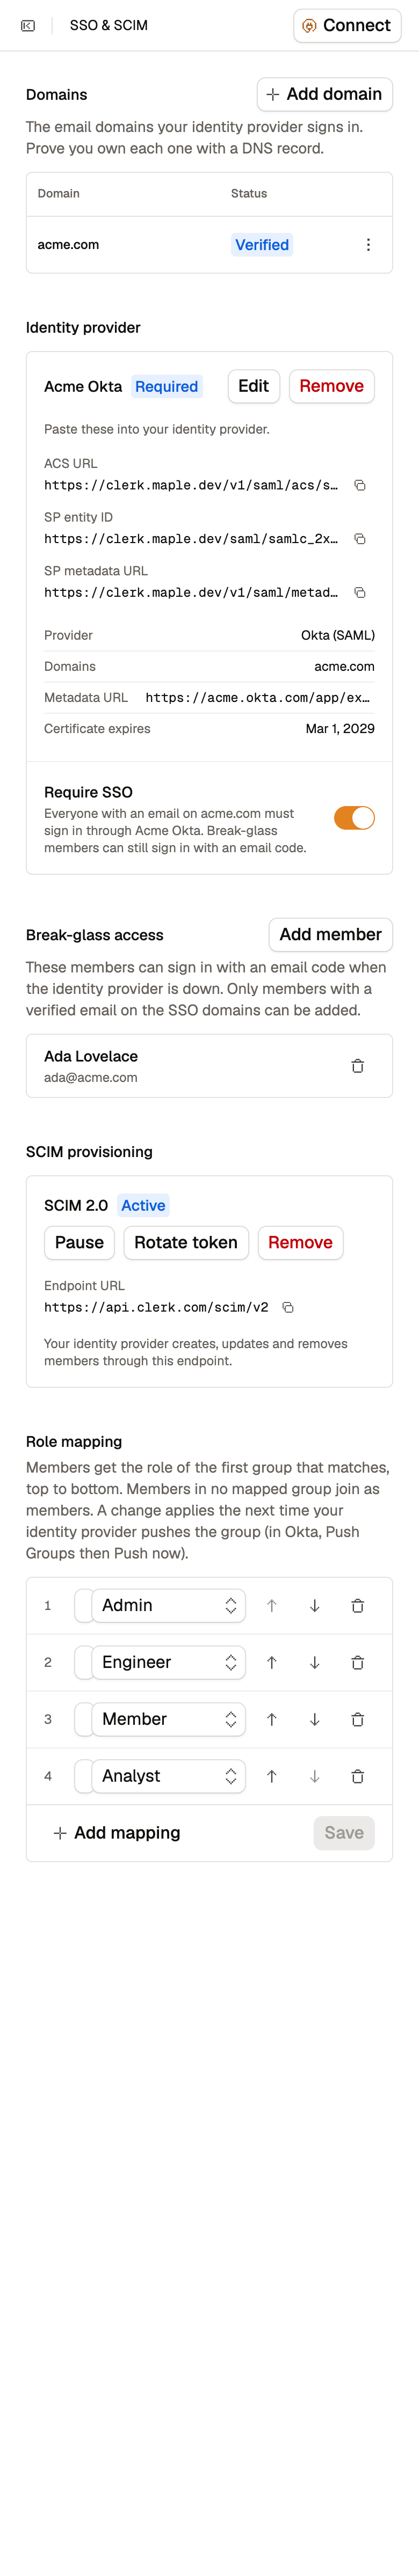 SSO & SCIM
Connect
Domains
Add domain
The email domains your identity provider signs in.
Prove you own each one with a DNS record.
Domain
Status
acme.com
Verified
Identity provider
Acme Okta
Required
Edit
Remove
Paste these into your identity provider.
ACS URL
https://clerk.maple.dev/v1/saml/acs/s…
SP entity ID
https://clerk.maple.dev/saml/samlc_2x…
SP metadata URL
https://clerk.maple.dev/v1/saml/metad…
Provider
Okta (SAML)
Domains
acme.com
Metadata URL
https://acme.okta.com/app/ex…
Certificate expires
Mar 1, 2029
Require SSO
Everyone with an email on acme.com must
sign in through Acme Okta. Break-glass
members can still sign in with an email code.
Break-glass access
Add member
These members can sign in with an email code when
the identity provider is down. Only members with a
verified email on the SSO domains can be added.
Ada Lovelace
ada@acme.com
SCIM provisioning
SCIM 2.0
Active
Pause
Rotate token
Remove
Endpoint URL
https://api.clerk.com/scim/v2
Your identity provider creates, updates and removes
members through this endpoint.
Role mapping
Members get the role of the first group that matches,
top to bottom. Members in no mapped group join as
members. A change applies the next time your
identity provider pushes the group (in Okta, Push
Groups then Push now).
1
Admin
2
Engineer
3
Member
4
Analyst
Add mapping
Save